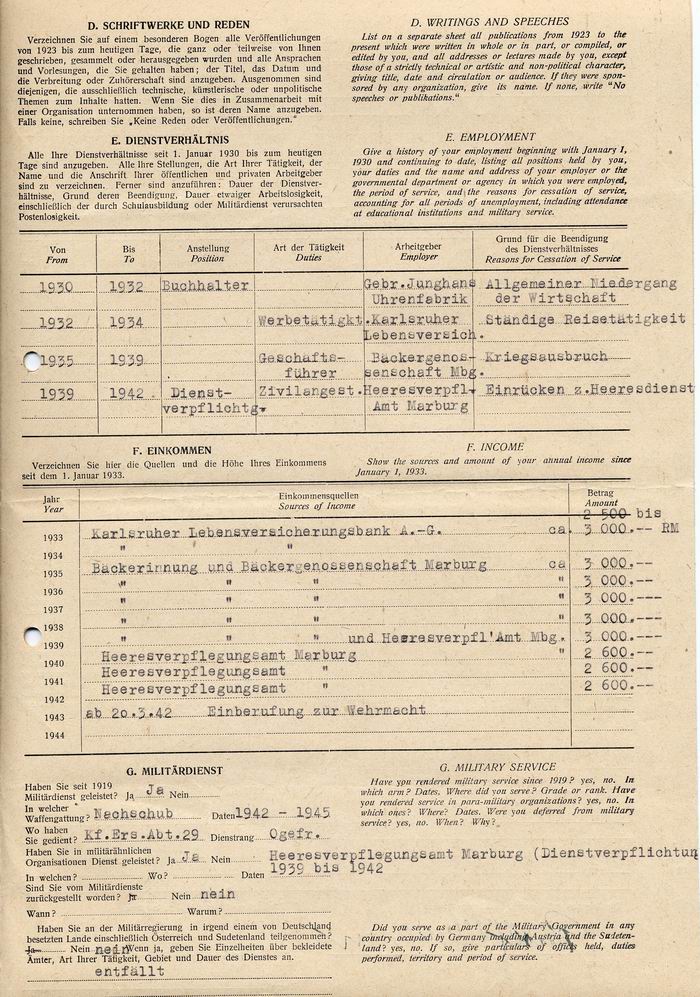 D. SCHRIFTWERKE UND REDEN
Verzeichnen Sie auf einem besonderen Bogen alle Veröffentlichungen
von 1923 bis zum heutigen Tage, die ganz oder teilweise von Ihnen
geschrieben, gesammelt oder herausgegeben wurden und alle Ansprachen
und Vorlesungen, die Sie gehalten haben; der Titel, das Datum und
die Verbreitung oder Zuhörerschaft sind anzugeben. Ausgenommen sind
diejenigen, die ausschließlich technische, künstlerische oder unpolitische
Themen zum Inhalte hatten. Wenn Sie dies in Zusammenarbeit mit
einer Organisation unternommen haben, so ist deren Name anzugeben.
Falls keine, schreiben Sie „Keine Reden oder Veröffentlichungen."
D. WRITINGS AND SPEECHES
List on a separate sheet all publications from 1923 to the
present which were written in whole or in part, or compiled, or
edited by you, and all addresses or lectures made by you, except
those of a strictly technical or artistic and non-political character,
giving title, date and circulation or audience. If they were spon-
sored by any organization, give its name. If none, write "No
speeches or publikations."
E. DIENSTVERHÄLTNIS
Alle Ihre Dienstverhältnisse seit 1. Januar 1930 bis zum heutigen
Tage sind anzugeben. Alle Ihre Stellungen, die Art Ihrer Tätigkeit, der
Name und die Anschrift Ihrer öffentlichen und privaten Arbeitgeber
sind zu verzeichnen. Ferner sind anzuführen: Dauer der Dienstver-
hältnisse, Grund deren Beendigung, Dauer etwaiger Arbeitslosigkeit,
einschließlich der durch Schulausbildung oder Militärdienst verursachten
Postenlosigkeit.
E. EMPLOYMENT
Give a history of your employment beginning with January 1,
1930 and continuing to date, listing all positions held by you,
your duties and the name and address of your employer or the
governmental department or agency in which you were employed,
the period of service, and the reasons for cessation of service,
accounting for all periods of unemployment, including attendance
at educational institutions and military service.
Von From Bis To Anstellung Position Art der Tätigkeit Duties Arbeitgeber Employer Grund für die Beendigung des Dienstverhältnisses Reasons for Cessation of Service
1930 1932 Buchhalter Gebr.Junghans Allgemeiner Niedergang
Uhrenfabrik der Wirtschaft
1932 1934 Werbetätigkt. Karlsruher Ständige Reisetätigkeit
Lebensversich.
1935 1939 Geschäfts- Bäckergenos- Kriegsausbruch
führer senschaft Mbg.
1939 1942 Dienst- Zivilangest. Heeresverpfl- Einrücken z.Heeresdienst
verpflichtg. Amt Marburg
F. EINKOMMEN
Verzeichnen Sie hier die Quellen und die Höhe Ihres Einkommens
seit dem 1. Januar 1933.
F. INCOME
Show the sources and amount of your annual income since
January 1, 1933.
Jahr Year Einkommensquellen Sources of Income Betrag Amount
2 500 bis
1933 Karlsruher Lebensversicherungsbank A.-G. ca. 3 000.-- RM
1934 " "
1935 Bäckerinnung und Bäckergenossenschaft Marburg ca 3 000.--
1936 " " " " 3 000.---
1937 " " " " 3 000.---
1938 " " " " 3 000.---
1939 " " " und Heeresverpfl'Amt Mbg. 3 000.--
1940 Heeresverpflegungsamt Marburg " 2 600.--
1941 Heeresverpflegungsamt " 2 600.--
1942 Heeresverpflegungsamt " 2 600.--
1943 ab 20.3.42 Einberufung zur Wehrmacht
1944
G. MILITÄRDIENST
Haben Sie seit 1919
Militärdienst geleistet? Ja Ja Nein
In welcher
Waffengattung? Nachschub Daten 1942 - 1945
Wo haben
Sie gedient? Kf.Ers.Abt.29 Dienstrang Ogefr.
Haben Sie in militärähnlichen
Organisationen Dienst geleistet? Ja Ja Nein Heeresverpflegungsamt Marburg (Dienstverpflichtung
In welchen? Wo? Daten 1939 bis 1942
Sind Sie vom Militärdienste
zurückgestellt worden? Ja Nein nein
Wann? Warum?
Haben Sie an der Militärregierung in irgend einem von Deutschland
besetzten Lande einschließlich Österreich und Sudetenland teilgenommen?
Ja Nein nein Wenn ja, geben Sie Einzelheiten über bekleidete
Ämter, Art Ihrer Tätigkeit, Gebiet und Dauer des Dienstes an.
entfällt
G. MILITARY SERVICE
Have you rendered military service since 1919? yes, no. In
which arm? Dates. Where did you serve? Grade or rank. Have
you rendered service in para-military organizations? yes, no. In
which ones? Where? Dates. Were you deferred from military
service? yes, no. When? Why?
Did you serve as a part of the Military Government in any
country occupied by Germany including Austria and the Sudeten-
land? yes, no. If so, give particulars of offices held, duties
performed, territory and period of service.